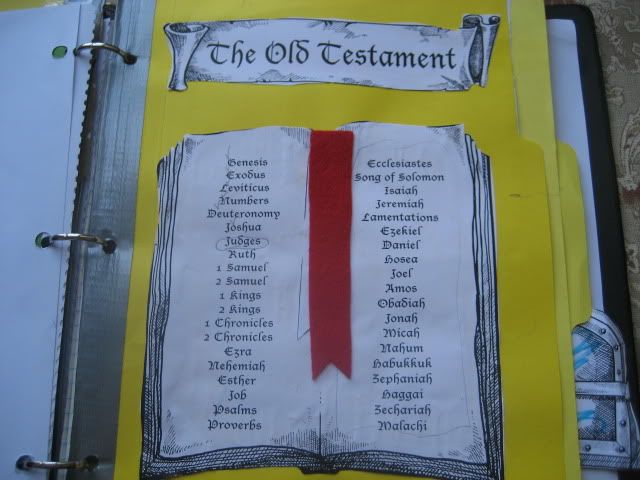 The Old Testament
Genesis
Exodus
Leviticus
Numbers
Deuteronomy
Joshua
Judges
Ruth
1 Samuel
2 Samuel
1 Kings
2 Kings
1 Chronicles
2 Chronicles
Ezra
Nehemiah
Esther
Job
Psalms
Proverbs
Ecclesiastes
Song of Solomon
Isaiah
Jeremiah
Lamentations
Ezekiel
Daniel
Hosea
Joel
Amos
Obadiah
Jonah
Micah
Nahum
Habukkuk
Zephaniah
Haggai
Zechariah
Malachi